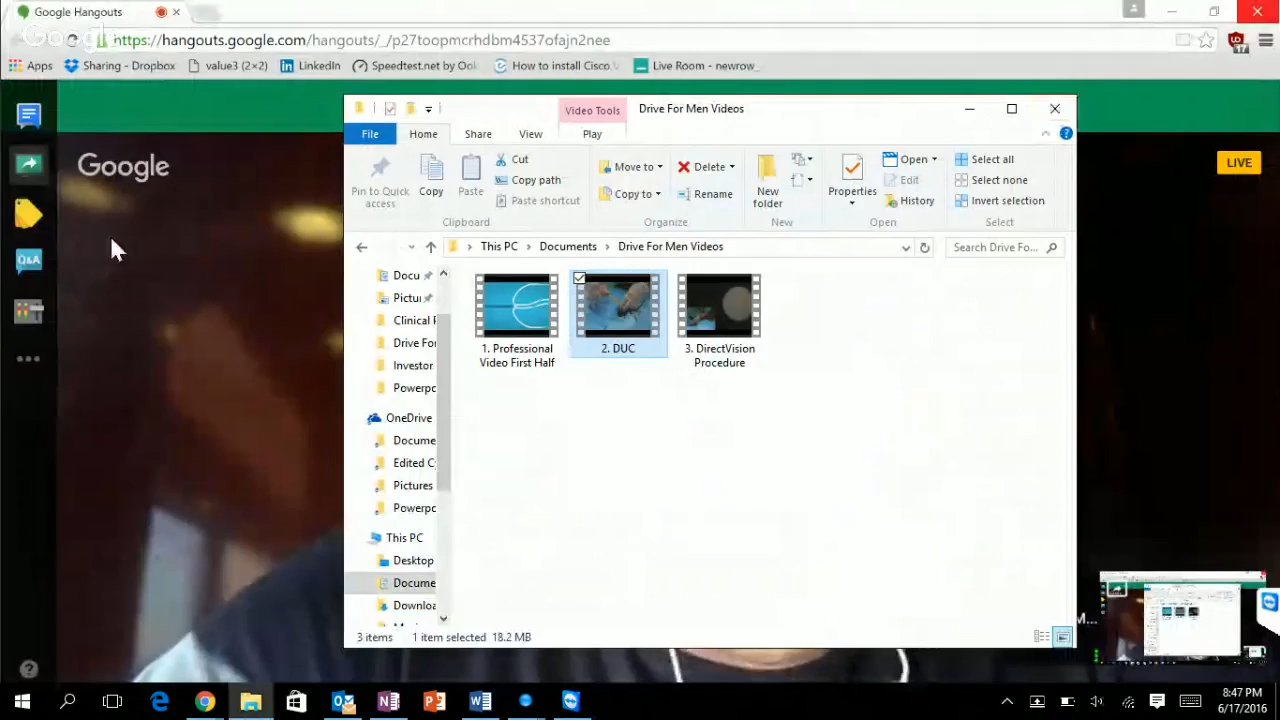 Google Hangouts
https://hangouts.google.com/hangouts/_/p27toopmcrhdbm4537ofajn2nee
17
Apps
Sharing - Dropbox
value3 (2×2)
LinkedIn
Speedtest.net by Ook
How to install Cisco
Live Room - newrow_
Google
LIVE
Q&A
Video Tools
Drive For Men Videos
File
Home
Share
View
Play
Pin to Quick access
Copy
Paste
Cut
Copy path
Paste shortcut
Clipboard
Move to
Copy to
Delete
Rename
Organize
New folder
New
Properties
Open
Edit
History
Open
Select all
Select none
Invert selection
Select
This PC > Documents > Drive For Men Videos
Search Drive Fo...
Docu
Pictu
Clinical
Drive Fo
Investor
Powerpo
OneDrive
Docume
Edited C
Pictures
Powerpo
This PC
Desktop
Docume
Downloa
1. Professional
Video First Half
2. DUC
3. DirectVision
Procedure
3 items
1 item selected 18.2 MB
M...
8:47 PM
6/17/2016